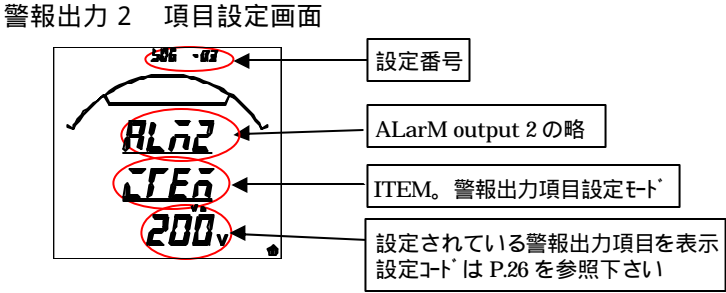 警報出力２　項目設定画面
S06 -03
設定番号
ALM2
ALarM output 2 の略
ITEM
ITEM。警報出力項目設定ﾓｰﾄﾞ
200 V
設定されている警報出力項目を表示
設定ｺｰﾄﾞは P.26 を参照下さい